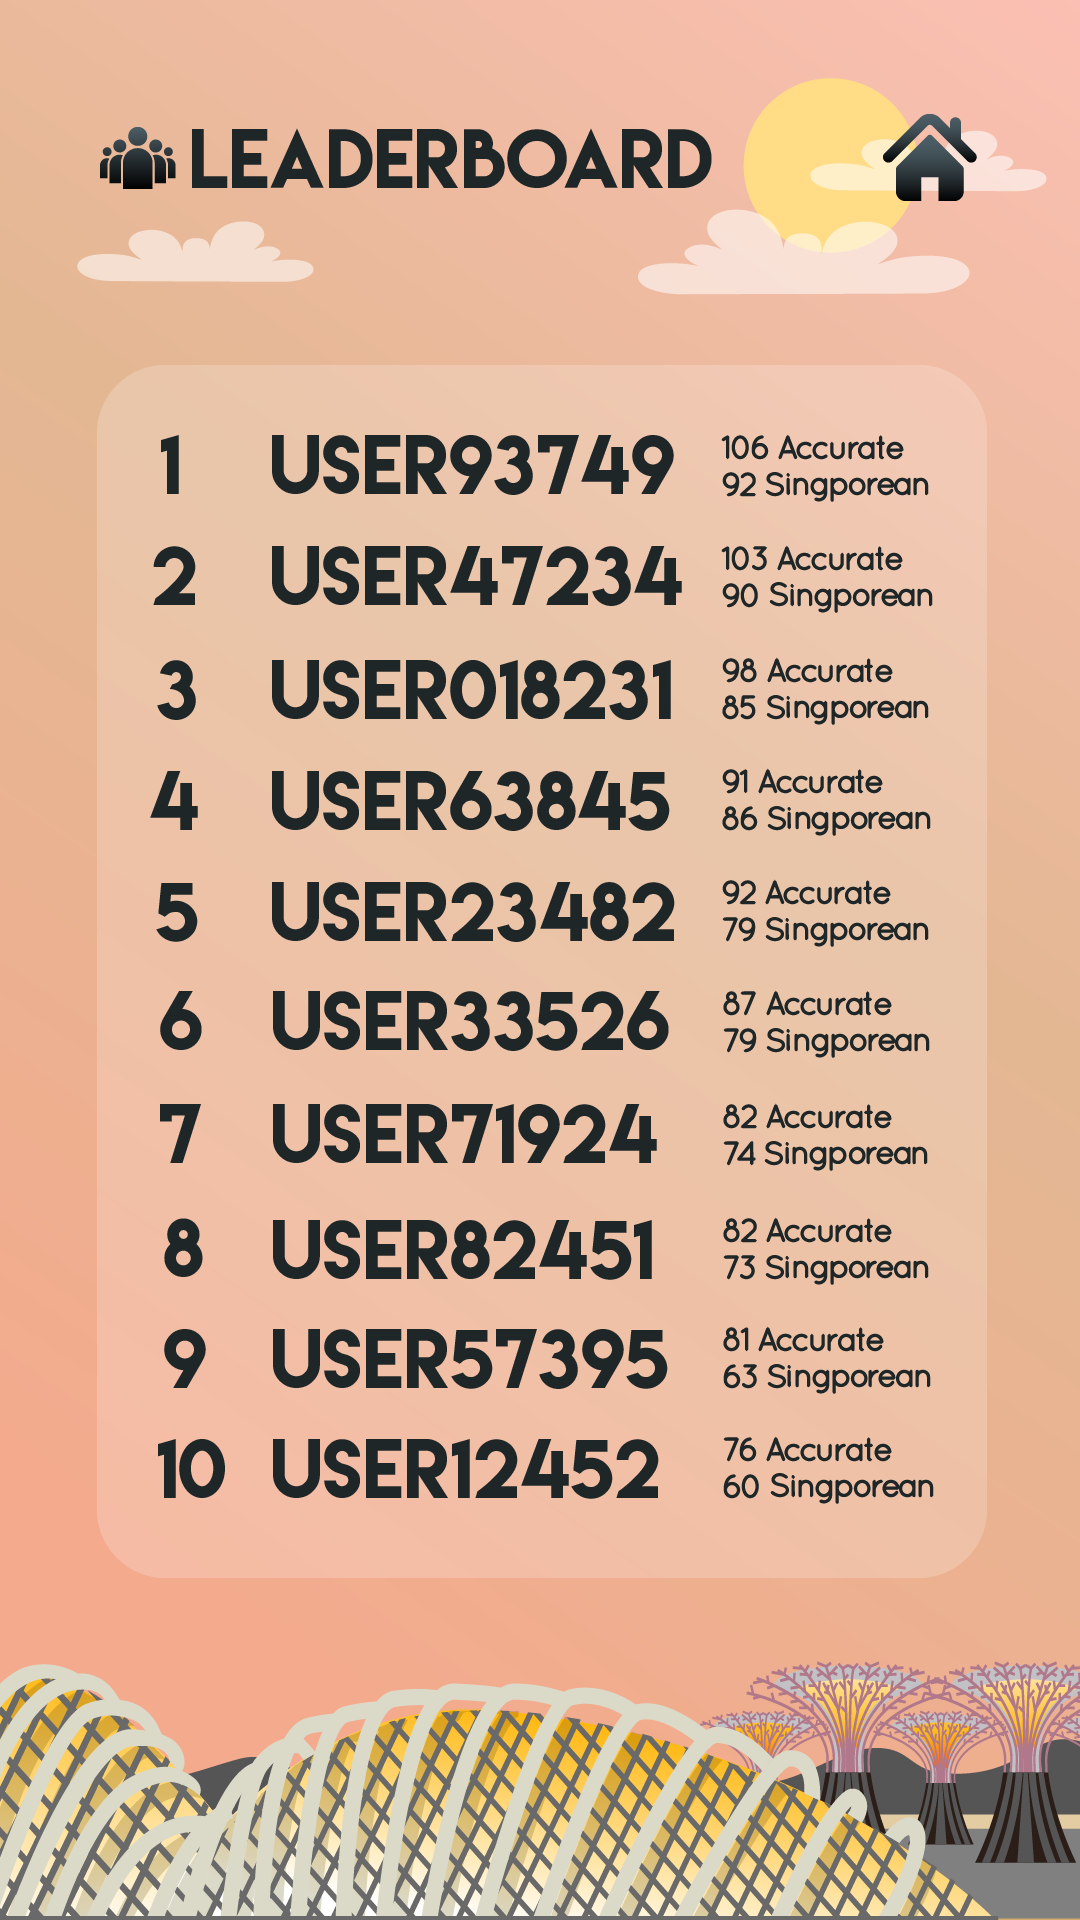 LEADERBOARD
1 USER93749 106 Accurate
92 Singporean
2 USER47234 103 Accurate
90 Singporean
3 USER018231 98 Accurate
85 Singporean
4 USER63845 91 Accurate
86 Singporean
5 USER23482 92 Accurate
79 Singporean
6 USER33526 87 Accurate
79 Singporean
7 USER71924 82 Accurate
74 Singporean
8 USER82451 82 Accurate
73 Singporean
9 USER57395 81 Accurate
63 Singporean
10 USER12452 76 Accurate
60 Singporean